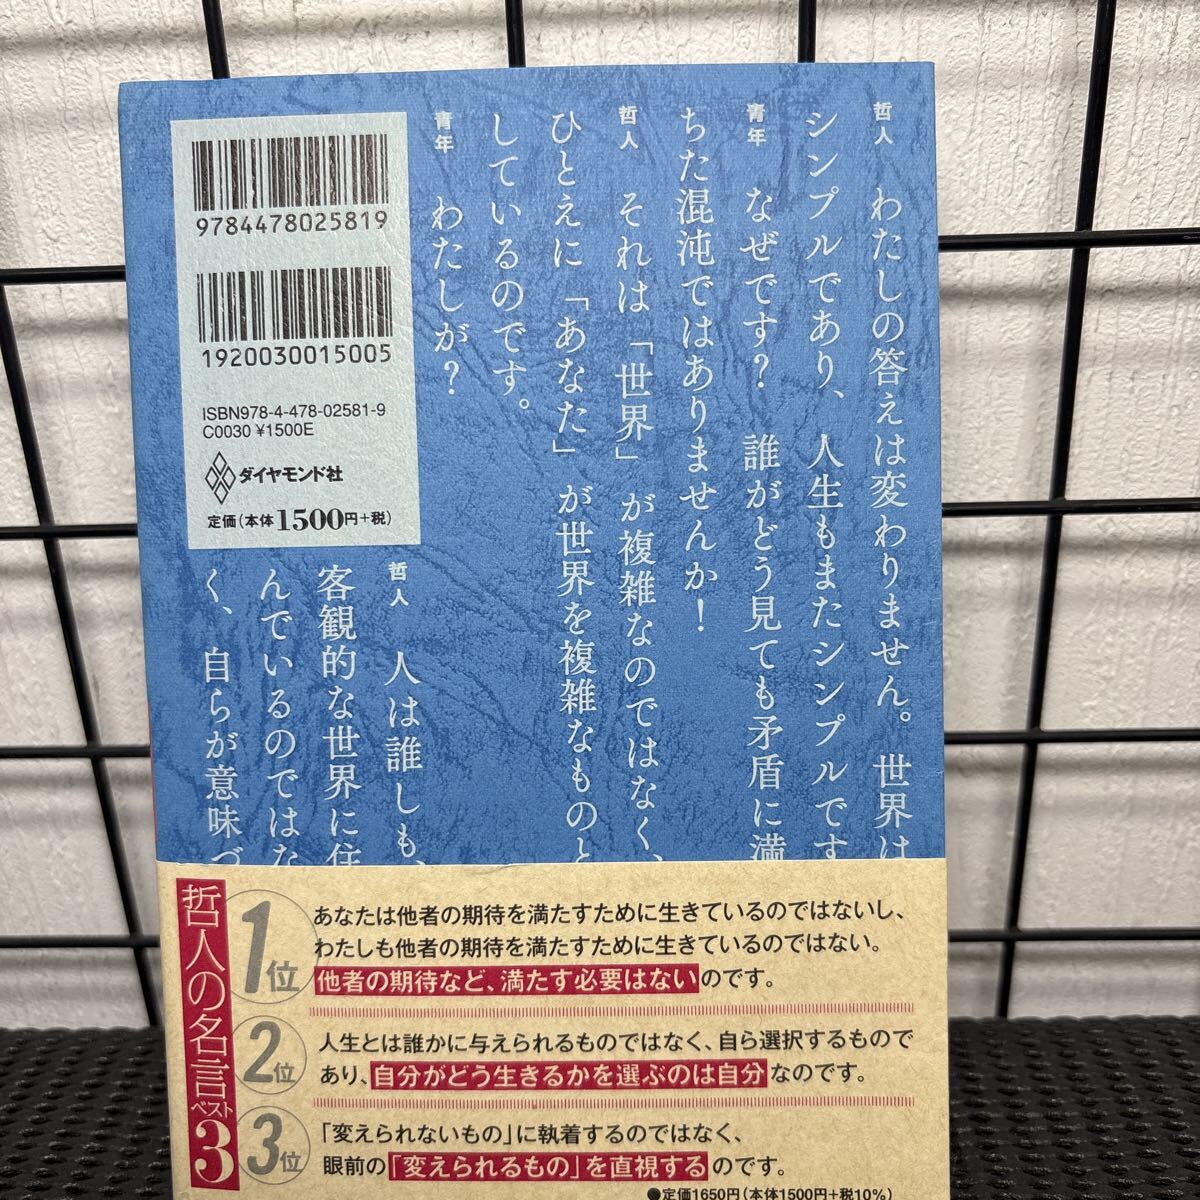 哲人 わたしの答えは変わりません。世界は
シンプルであり、人生もまたシンプルです
青年 なぜです? 誰がどう見ても矛盾に満
ちた混沌ではありませんか!
哲人 それは「世界」が複雑なのではなく、
ひとえに「あなた」が世界を複雑なものと
しているのです。
青年 わたしが?
哲人 人は誰しも、
客観的な世界に住
んでいるのではな
く、自らが意味づ
9784478025819
1920030015005
ISBN978-4-478-02581-9
C0030 ¥1500E
ダイヤモンド社
定価(本体1500円+税)
哲人の名言ベスト3
1位
あなたは他者の期待を満たすために生きているのではないし、
わたしも他者の期待を満たすために生きているのではない。
他者の期待など、満たす必要はないのです。
2位
人生とは誰かに与えられるものではなく、自ら選択するもので
あり、自分がどう生きるかを選ぶのは自分なのです。
3位
「変えられないもの」に執着するのではなく、
眼前の「変えられるもの」を直視するのです。
●定価1650円(本体1500円+税10%)